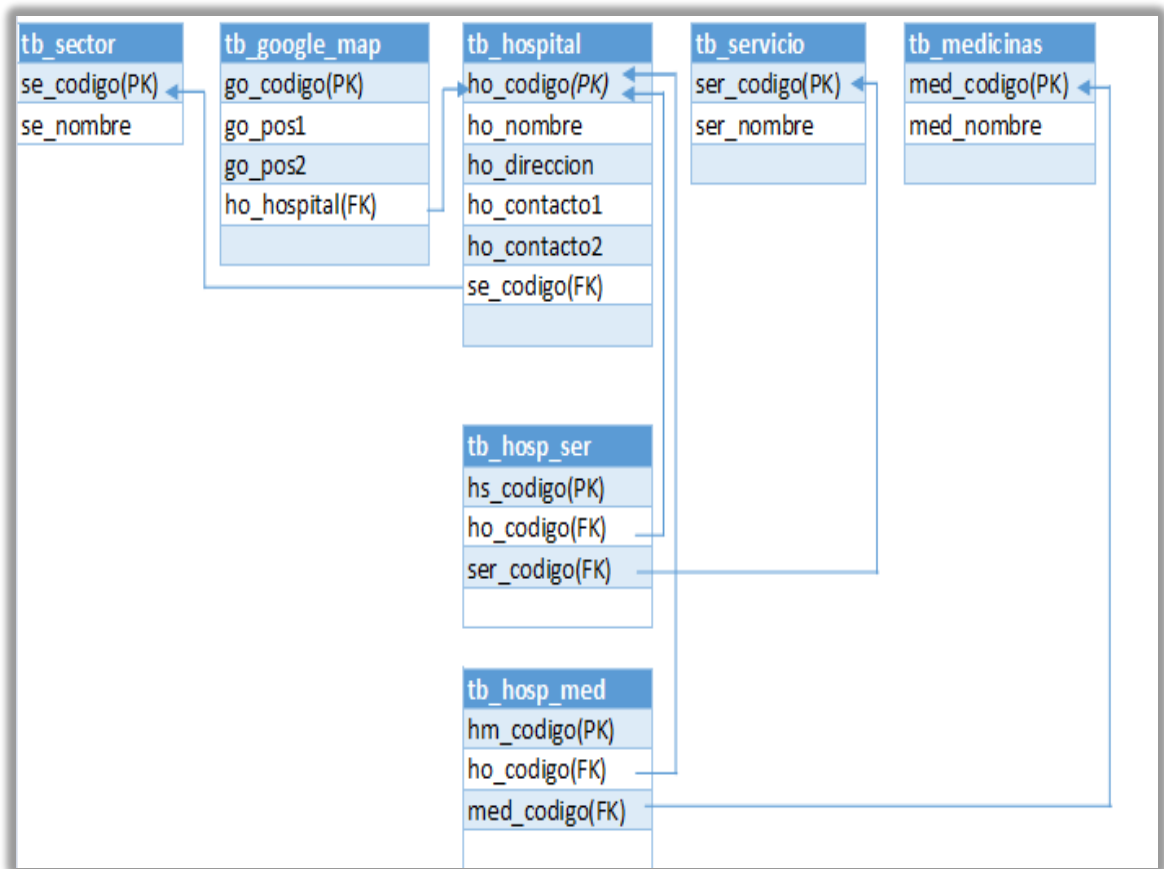 tb_sector
se_codigo(PK)
se_nombre
tb_google_map
go_codigo(PK)
go_pos1
go_pos2
ho_hospital(FK)
tb_hospital
ho_codigo(PK)
ho_nombre
ho_direccion
ho_contacto1
ho_contacto2
se_codigo(FK)
tb_servicio
ser_codigo(PK)
ser_nombre
tb_medicinas
med_codigo(PK)
med_nombre
tb_hosp_ser
hs_codigo(PK)
ho_codigo(FK)
ser_codigo(FK)
tb_hosp_med
hm_codigo(PK)
ho_codigo(FK)
med_codigo(FK)